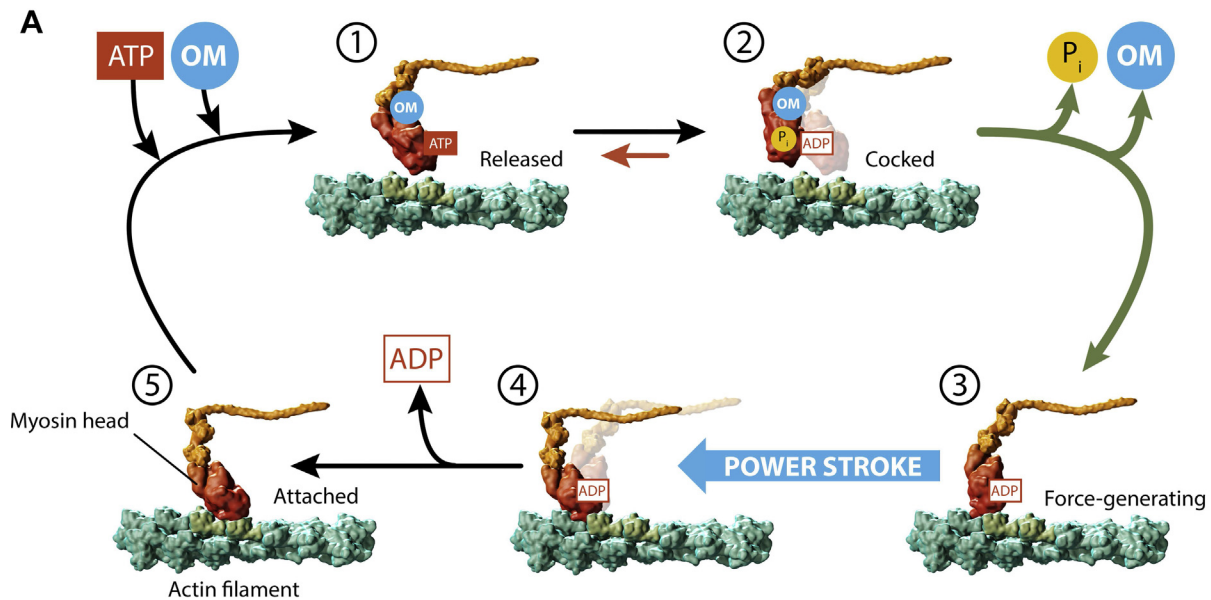 A
ATP
OM
1
OM
ATP
Released
2
OM
Pi
ADP
Cocked
Pi
OM
3
ADP
Force-generating
POWER STROKE
4
ADP
ADP
5
Myosin head
Attached
Actin filament